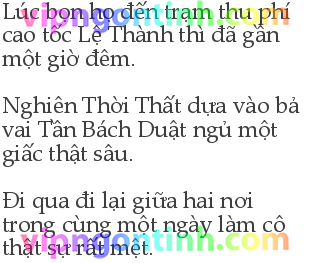 Lúc bọn họ đến trạm thu phí
cao tốc Lệ Thành thì đã gần
một giờ đêm.
Nghiên Thời Thất dựa vào bả
vai Tần Bách Duật ngủ một
giấc thật sâu.
Đi qua đi lại giữa hai nơi
trong cùng một ngày làm cô
thật sự rất mệt.
vipngontinh.com
vipngontinh.com
vipngontinh.com